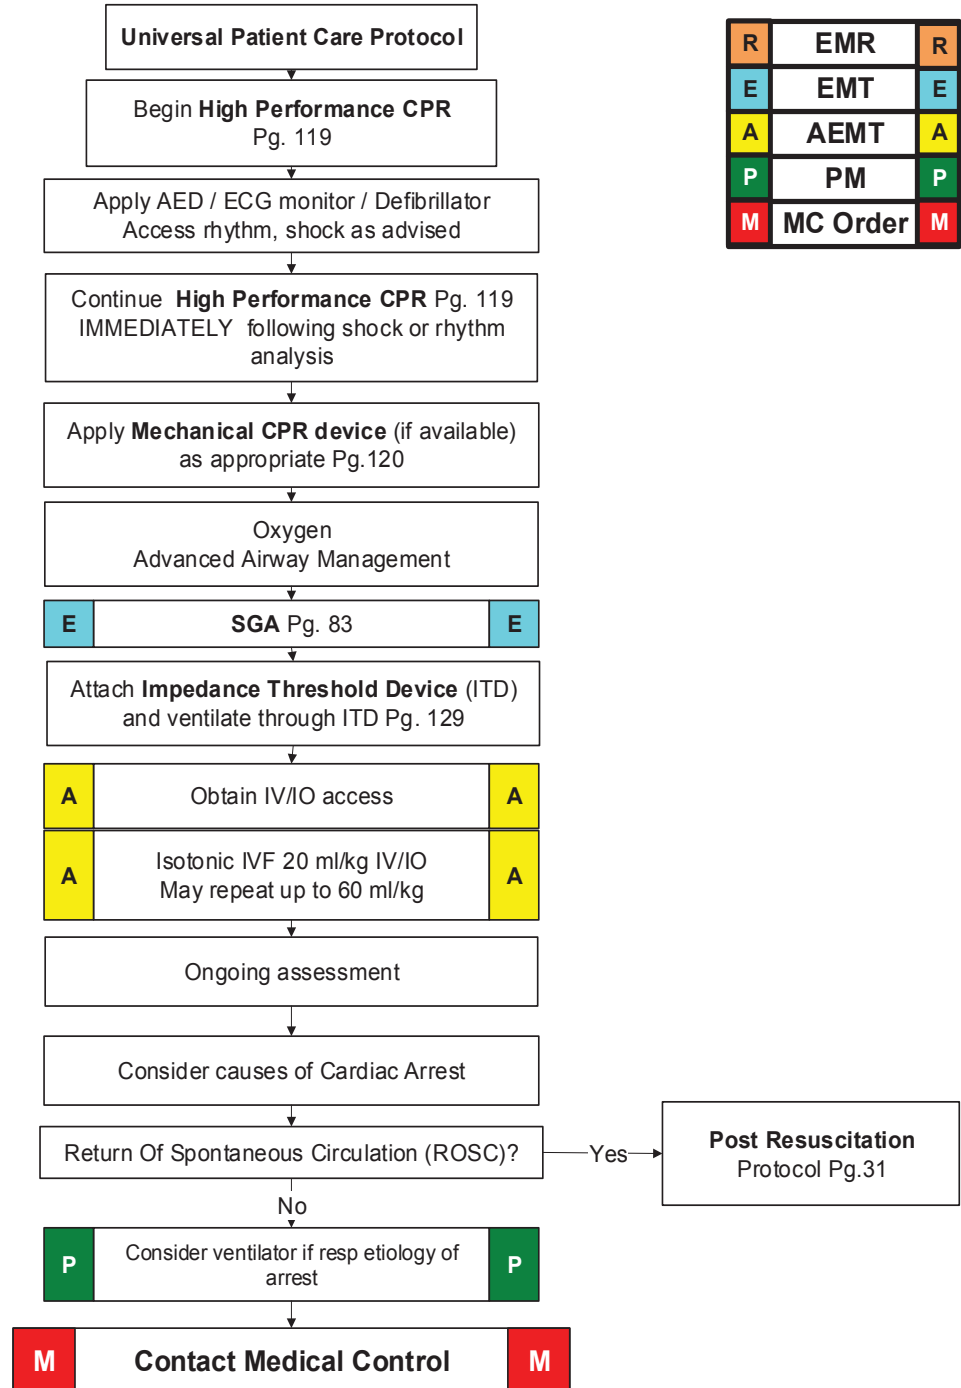 Universal Patient Care Protocol
Begin High Performance CPR
Pg. 119
Apply AED / ECG monitor / Defibrillator
Access rhythm, shock as advised
Continue High Performance CPR Pg. 119
IMMEDIATELY following shock or rhythm
analysis
Apply Mechanical CPR device (if available)
as appropriate Pg.120
Oxygen
Advanced Airway Management
E SGA Pg. 83 E
Attach Impedance Threshold Device (ITD)
and ventilate through ITD Pg. 129
A Obtain IV/IO access A
A Isotonic IVF 20 ml/kg IV/IO A
May repeat up to 60 ml/kg
Ongoing assessment
Consider causes of Cardiac Arrest
Return Of Spontaneous Circulation (ROSC)?
Yes
Post Resuscitation
Protocol Pg.31
No
P Consider ventilator if resp etiology of P
arrest
M Contact Medical Control M
R EMR R
E EMT E
A AEMT A
P PM P
M MC Order M